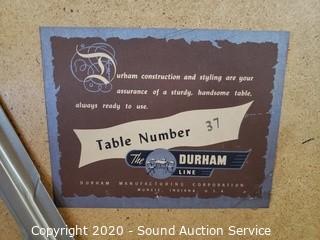 Durham construction and styling are your
assurance of a sturdy, handsome table,
always ready to use.
Table Number 37
The DURHAM
LINE
DURHAM MANUFACTURING CORPORATION
MUNCIE, INDIANA U.S.A.
Copyright 2020 - Sound Auction Service